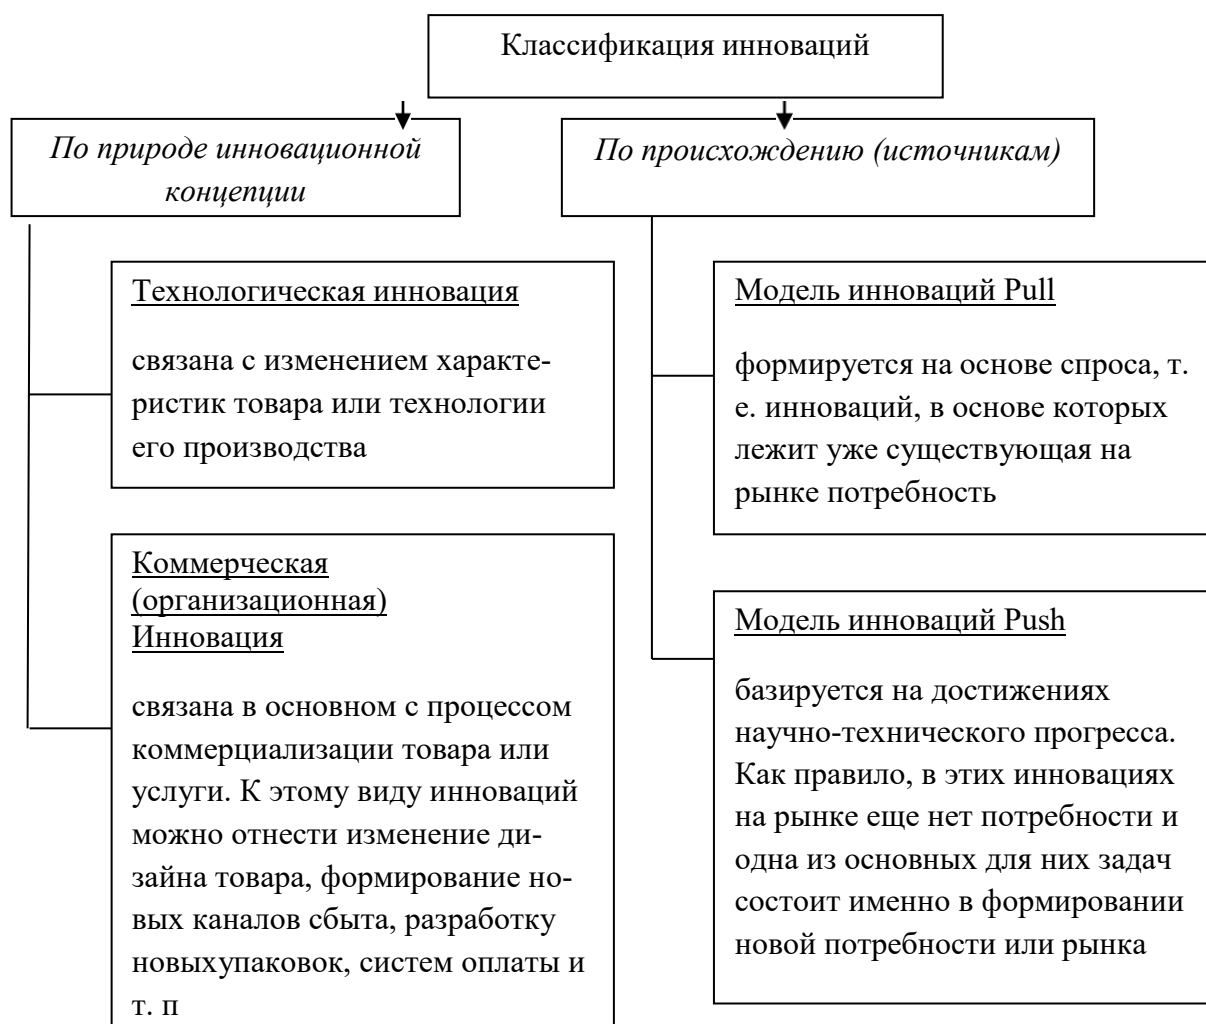 Классификация инноваций
По природе инновационной
концепции
Технологическая инновация
связана с изменением характе-
ристик товара или технологии
его производства
Коммерческая
(организационная)
Инновация
связана в основном с процессом
коммерциализации товара или
услуги. К этому виду инноваций
можно отнести изменение ди-
зайна товара, формирование но-
вых каналов сбыта, разработку
новыхупаковок, систем оплаты и
т. п
По происхождению (источникам)
Модель инноваций Pull
формируется на основе спроса, т.
е. инноваций, в основе которых
лежит уже существующая на
рынке потребность
Модель инноваций Push
базируется на достижениях
научно-технического прогресса.
Как правило, в этих инновациях
на рынке еще нет потребности и
одна из основных для них задач
состоит именно в формировании
новой потребности или рынка